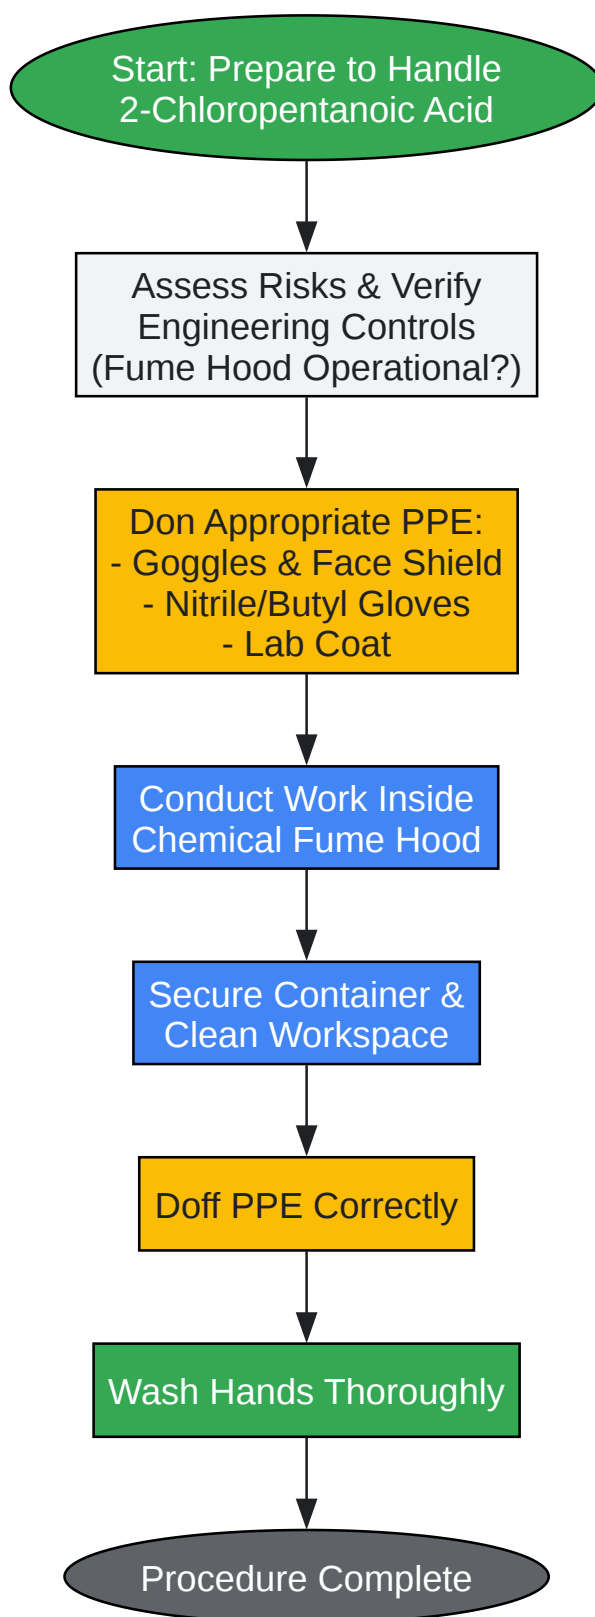 Start: Prepare to Handle
2-Chloropentanoic Acid
Assess Risks & Verify
Engineering Controls
(Fume Hood Operational?)
Don Appropriate PPE:
- Goggles & Face Shield
- Nitrile/Butyl Gloves
- Lab Coat
Conduct Work Inside
Chemical Fume Hood
Secure Container &
Clean Workspace
Doff PPE Correctly
Wash Hands Thoroughly
Procedure Complete